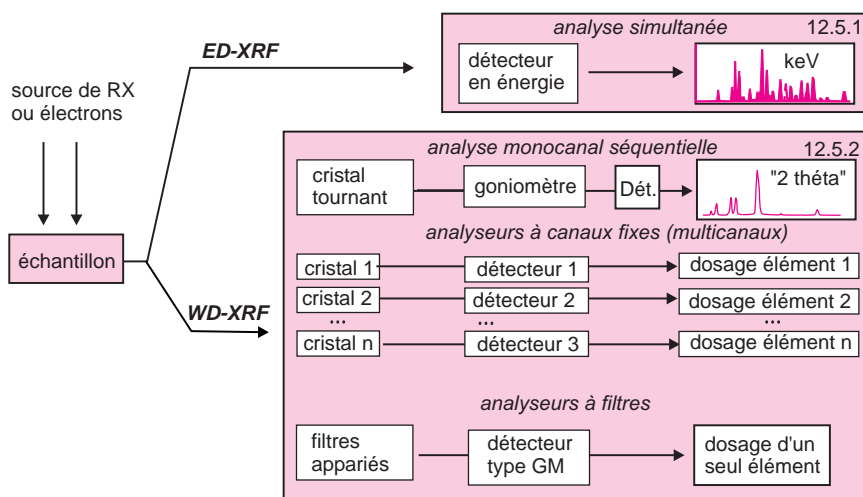 analyse simultanée
12.5.1
ED-XRF
détecteur
en énergie
keV
source de RX
ou électrons
échantillon
WD-XRF
analyse monocanal séquentielle
12.5.2
cristal
tournant
goniomètre
Dét.
"2 théta"
analyseurs à canaux fixes (multicanaux)
cristal 1
détecteur 1
dosage élément 1
cristal 2
détecteur 2
dosage élément 2
...
...
...
cristal n
détecteur 3
dosage élément n
analyseurs à filtres
filtres
appariés
détecteur
type GM
dosage d'un
seul élément